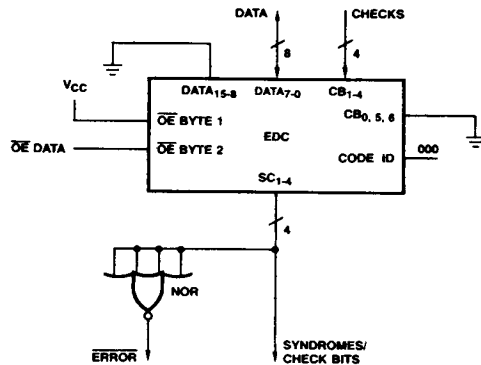 DATA CHECKS
8 4
VCC
DATA15-8 DATA7-0 CB1-4
CB0, 5, 6
OE BYTE 1
EDC
OE DATA OE BYTE 2
CODE ID 000
SC1-4
4
NOR
ERROR
SYNDROMES/
CHECK BITS